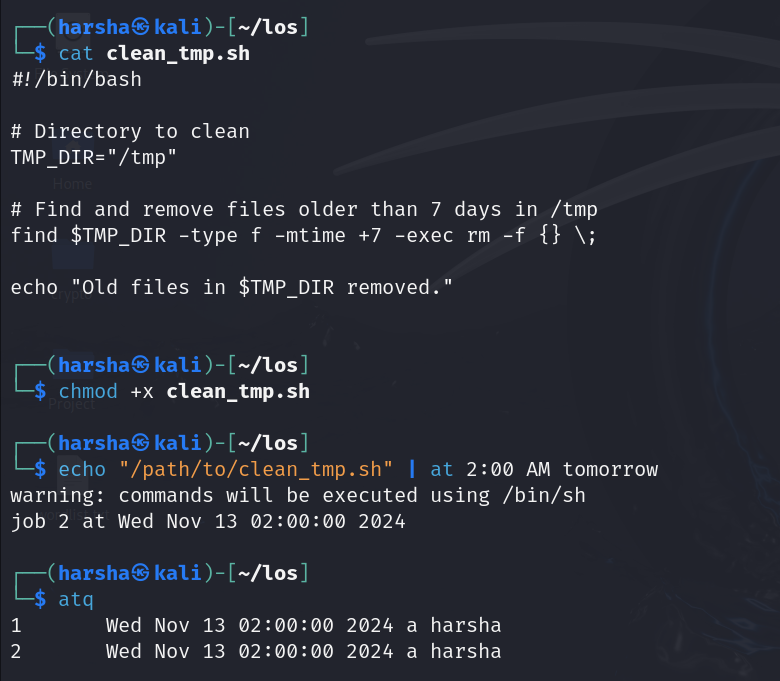 ┌──(harsha㉿kali)-[~/los]
└─$ cat clean_tmp.sh
#!/bin/bash

# Directory to clean
TMP_DIR="/tmp"

# Find and remove files older than 7 days in /tmp
find $TMP_DIR -type f -mtime +7 -exec rm -f {} \;

echo "Old files in $TMP_DIR removed."

┌──(harsha㉿kali)-[~/los]
└─$ chmod +x clean_tmp.sh

┌──(harsha㉿kali)-[~/los]
└─$ echo "/path/to/clean_tmp.sh" | at 2:00 AM tomorrow
warning: commands will be executed using /bin/sh
job 2 at Wed Nov 13 02:00:00 2024

┌──(harsha㉿kali)-[~/los]
└─$ atq
1       Wed Nov 13 02:00:00 2024 a harsha
2       Wed Nov 13 02:00:00 2024 a harsha
Home
Project